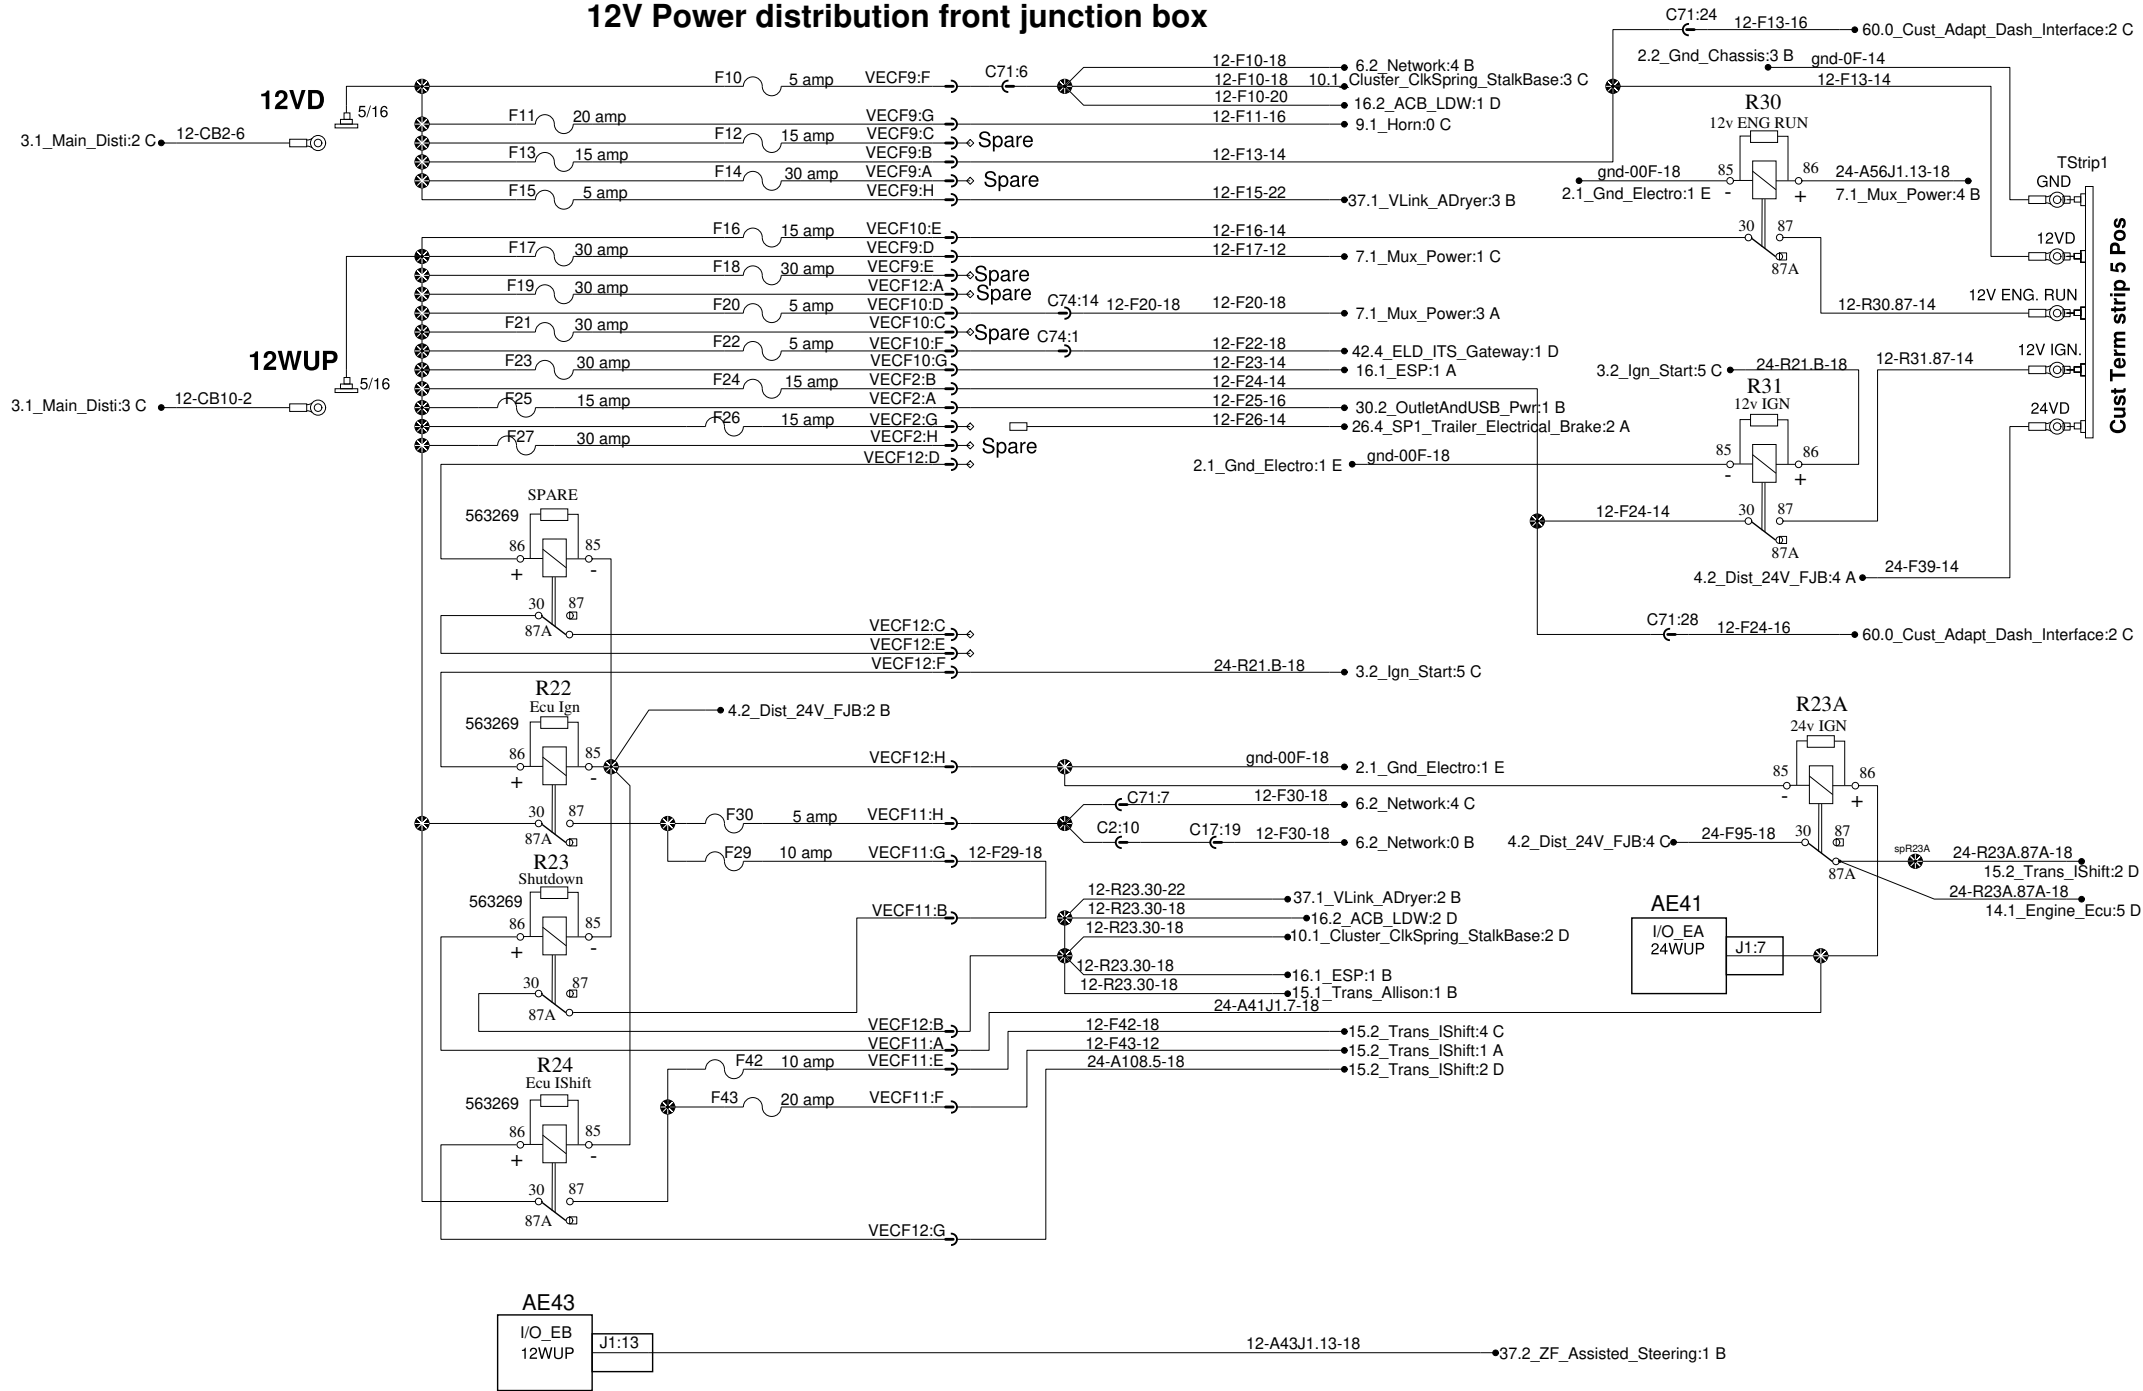 12V Power distribution front junction box
12VD
5/16
3.1_Main_Disti:2 C
12-CB2-6
F10
5 amp
VECF9:F
C71:6
12-F10-18
6.2_Network:4 B
12-F10-18
10.1_Cluster_ClkSpring_StalkBase:3 C
12-F10-20
16.2_ACB_LDW:1 D
F11
20 amp
VECF9:G
12-F11-16
9.1_Horn:0 C
F12
15 amp
VECF9:C
Spare
F13
15 amp
VECF9:B
12-F13-14
F14
30 amp
VECF9:A
Spare
F15
5 amp
VECF9:H
12-F15-22
37.1_VLink_ADryer:3 B
C71:24
12-F13-16
60.0_Cust_Adapt_Dash_Interface:2 C
2.2_Gnd_Chassis:3 B
gnd-0F-14
12-F13-14
R30
12v ENG RUN
gnd-00F-18
85
86
24-A56J1.13-18
2.1_Gnd_Electro:1 E
-
+
7.1_Mux_Power:4 B
30
87
87A
TStrip1
GND
12VD
12V ENG. RUN
12V IGN.
24VD
Cust Term strip 5 Pos
12-R30.87-14
12-R31.87-14
12WUP
5/16
3.1_Main_Disti:3 C
12-CB10-2
F16
15 amp
VECF10:E
12-F16-14
F17
30 amp
VECF9:D
12-F17-12
7.1_Mux_Power:1 C
F18
30 amp
VECF9:E
Spare
F19
30 amp
VECF12:A
Spare
F20
5 amp
VECF10:D
C74:14
12-F20-18
12-F20-18
7.1_Mux_Power:3 A
F21
30 amp
VECF10:C
Spare
F22
5 amp
VECF10:F
C74:1
12-F22-18
42.4_ELD_ITS_Gateway:1 D
F23
30 amp
VECF10:G
12-F23-14
16.1_ESP:1 A
F24
15 amp
VECF2:B
12-F24-14
F25
15 amp
VECF2:A
12-F25-16
30.2_OutletAndUSB_Pwr:1 B
F26
15 amp
VECF2:G
12-F26-14
26.4_SP1_Trailer_Electrical_Brake:2 A
F27
30 amp
VECF2:H
Spare
VECF12:D
3.2_Ign_Start:5 C
24-R21.B-18
R31
12v IGN
2.1_Gnd_Electro:1 E
gnd-00F-18
85
86
-
+
12-F24-14
30
87
87A
4.2_Dist_24V_FJB:4 A
24-F39-14
C71:28
12-F24-16
60.0_Cust_Adapt_Dash_Interface:2 C
SPARE
563269
86
85
+
-
30
87
87A
VECF12:C
VECF12:E
VECF12:F
24-R21.B-18
3.2_Ign_Start:5 C
R22
Ecu Ign
563269
4.2_Dist_24V_FJB:2 B
86
85
+
-
VECF12:H
gnd-00F-18
2.1_Gnd_Electro:1 E
30
87
87A
F30
5 amp
VECF11:H
C71:7
12-F30-18
6.2_Network:4 C
C2:10
C17:19
12-F30-18
6.2_Network:0 B
F29
10 amp
VECF11:G
12-F29-18
R23A
24v IGN
85
86
-
+
4.2_Dist_24V_FJB:4 C
24-F95-18
30
87
87A
spR23A
24-R23A.87A-18
15.2_Trans_IShift:2 D
24-R23A.87A-18
14.1_Engine_Ecu:5 D
R23
Shutdown
563269
86
85
+
-
30
87
87A
VECF11:B
12-R23.30-22
37.1_VLink_ADryer:2 B
12-R23.30-18
16.2_ACB_LDW:2 D
12-R23.30-18
10.1_Cluster_ClkSpring_StalkBase:2 D
12-R23.30-18
16.1_ESP:1 B
12-R23.30-18
15.1_Trans_Allison:1 B
24-A41J1.7-18
AE41
I/O_EA
24WUP
J1:7
VECF12:B
12-F42-18
15.2_Trans_IShift:4 C
VECF11:A
12-F43-12
15.2_Trans_IShift:1 A
R24
Ecu IShift
563269
F42
10 amp
VECF11:E
24-A108.5-18
15.2_Trans_IShift:2 D
F43
20 amp
VECF11:F
86
85
+
-
30
87
87A
VECF12:G
AE43
I/O_EB
12WUP
J1:13
12-A43J1.13-18
37.2_ZF_Assisted_Steering:1 B